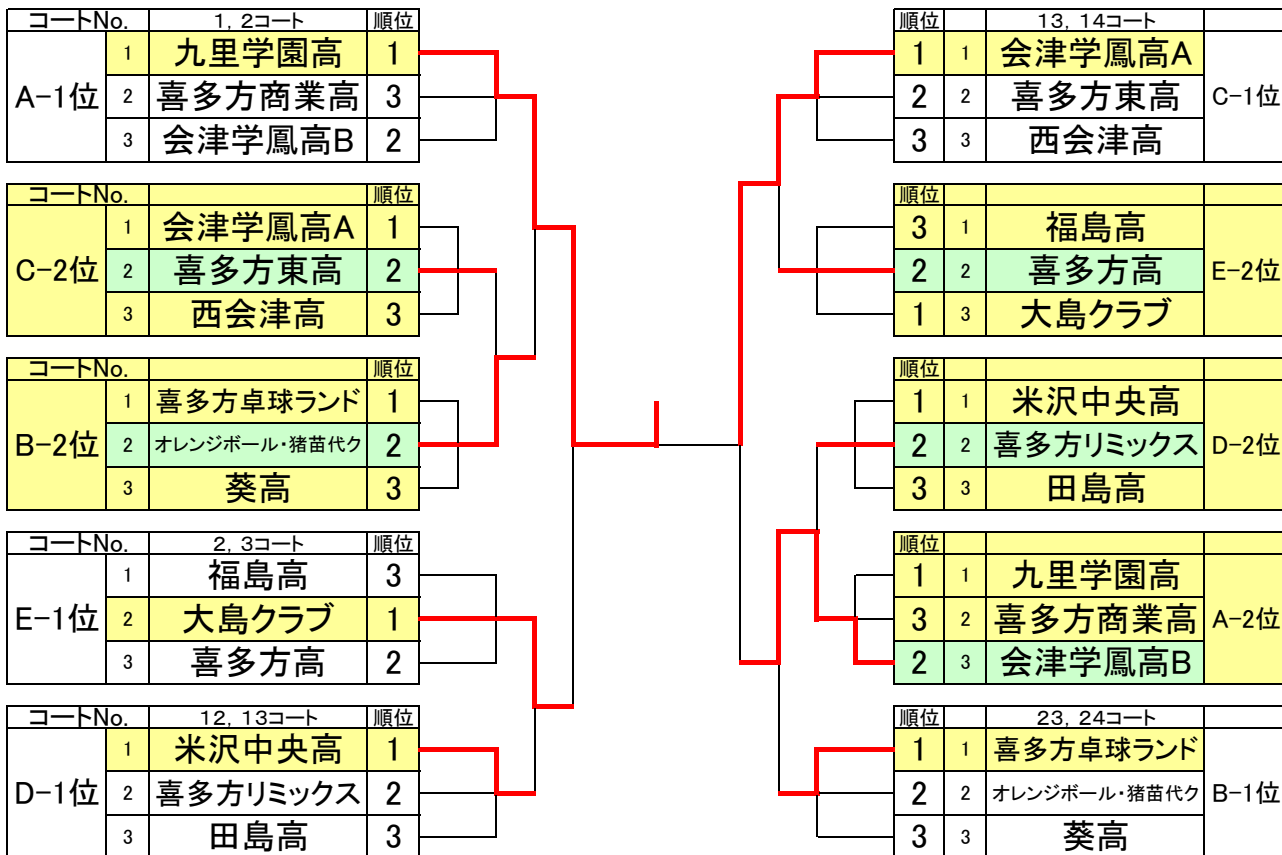 コートNo. 1, 2コート 順位
A-1位
1 九里学園高 1
2 喜多方商業高 3
3 会津学鳳高B 2
コートNo. 順位
C-2位
1 会津学鳳高A 1
2 喜多方東高 2
3 西会津高 3
コートNo. 順位
B-2位
1 喜多方卓球ランド 1
2 オレンジボール・猪苗代ク 2
3 葵高 3
コートNo. 2, 3コート 順位
E-1位
1 福島高 3
2 大島クラブ 1
3 喜多方高 2
コートNo. 12, 13コート 順位
D-1位
1 米沢中央高 1
2 喜多方リミックス 2
3 田島高 3
順位 13, 14コート
1 1 会津学鳳高A
2 2 喜多方東高
3 3 西会津高
C-1位
順位
3 1 福島高
2 2 喜多方高
1 3 大島クラブ
E-2位
順位
1 1 米沢中央高
2 2 喜多方リミックス
3 3 田島高
D-2位
順位
1 1 九里学園高
3 2 喜多方商業高
2 3 会津学鳳高B
A-2位
順位 23, 24コート
1 1 喜多方卓球ランド
2 2 オレンジボール・猪苗代ク
3 3 葵高
B-1位